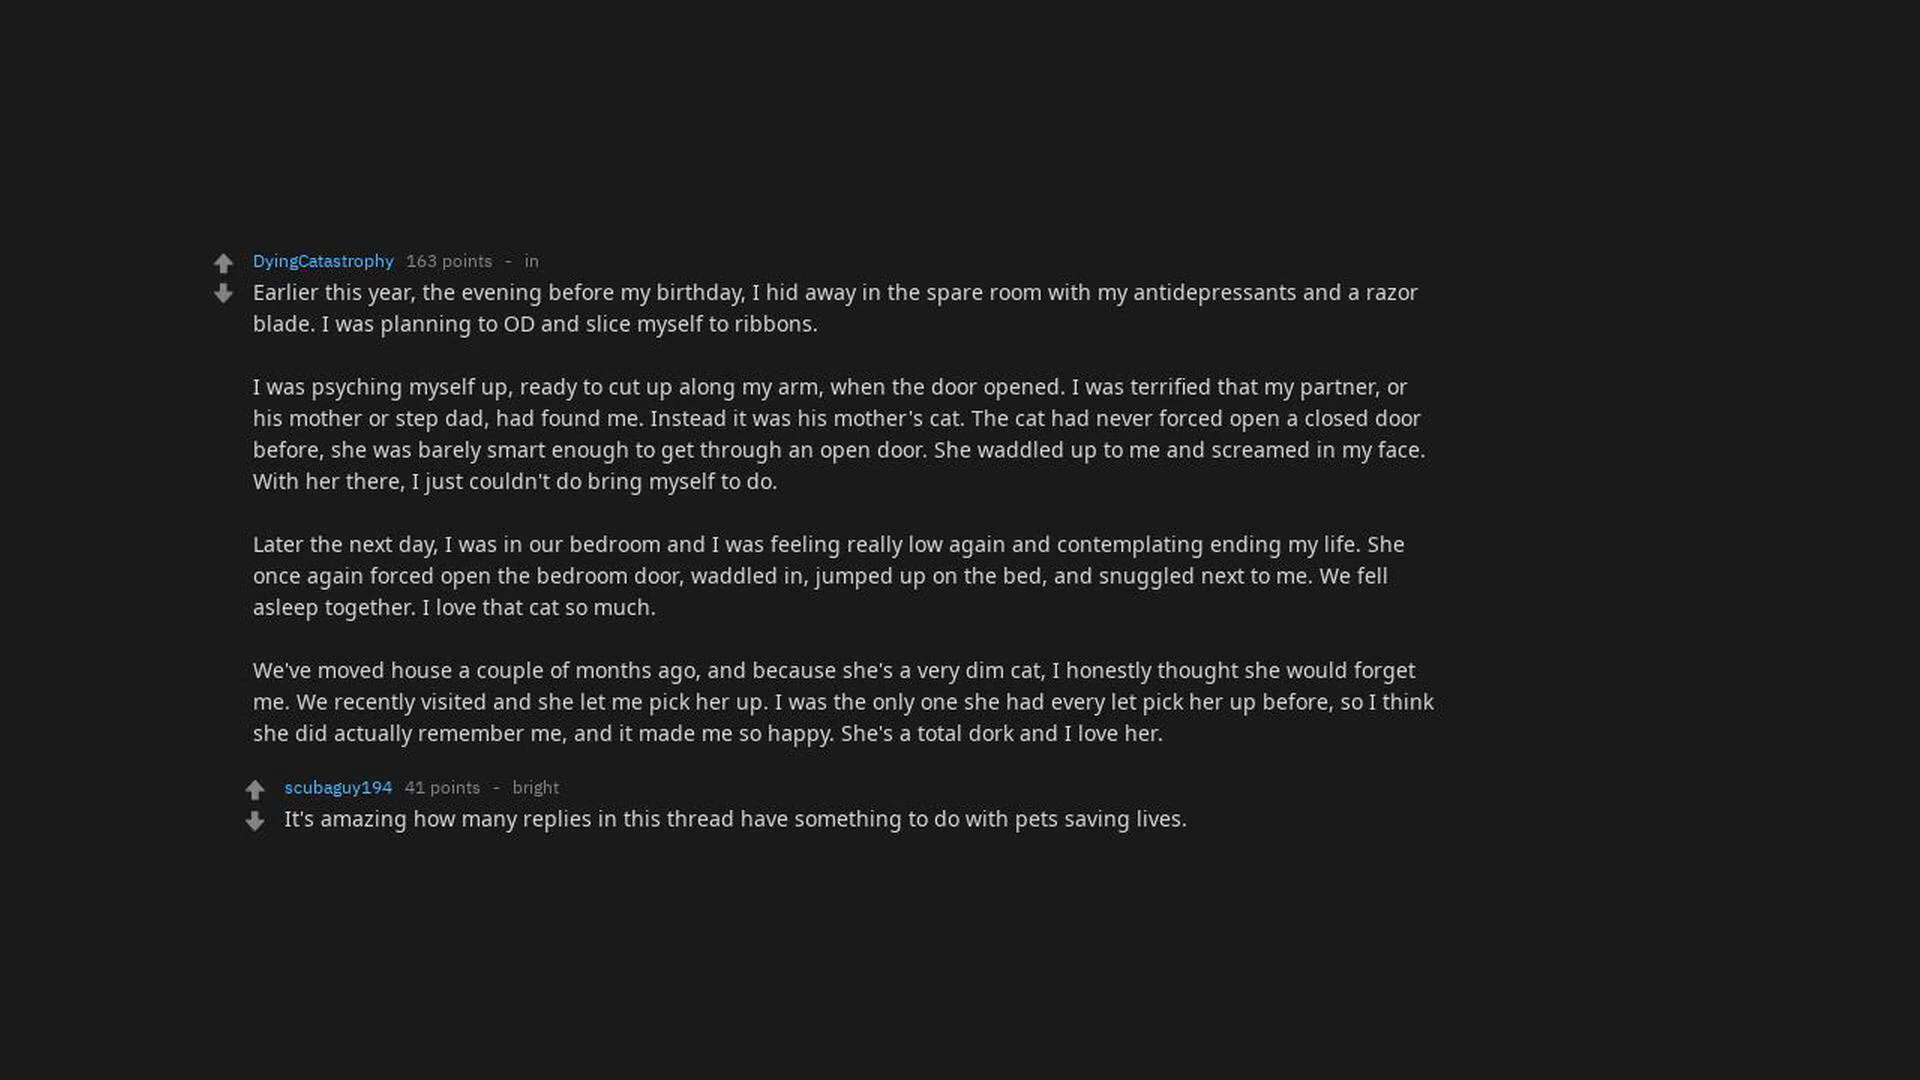 DyingCatastrophy 163 points - in
Earlier this year, the evening before my birthday, I hid away in the spare room with my antidepressants and a razor
blade. I was planning to OD and slice myself to ribbons.
I was psyching myself up, ready to cut up along my arm, when the door opened. I was terrified that my partner, or
his mother or step dad, had found me. Instead it was his mother's cat. The cat had never forced open a closed door
before, she was barely smart enough to get through an open door. She waddled up to me and screamed in my face.
With her there, I just couldn't do bring myself to do.
Later the next day, I was in our bedroom and I was feeling really low again and contemplating ending my life. She
once again forced open the bedroom door, waddled in, jumped up on the bed, and snuggled next to me. We fell
asleep together. I love that cat so much.
We've moved house a couple of months ago, and because she's a very dim cat, I honestly thought she would forget
me. We recently visited and she let me pick her up. I was the only one she had every let pick her up before, so I think
she did actually remember me, and it made me so happy. She's a total dork and I love her.
scubaguy194 41 points - bright
It's amazing how many replies in this thread have something to do with pets saving lives.